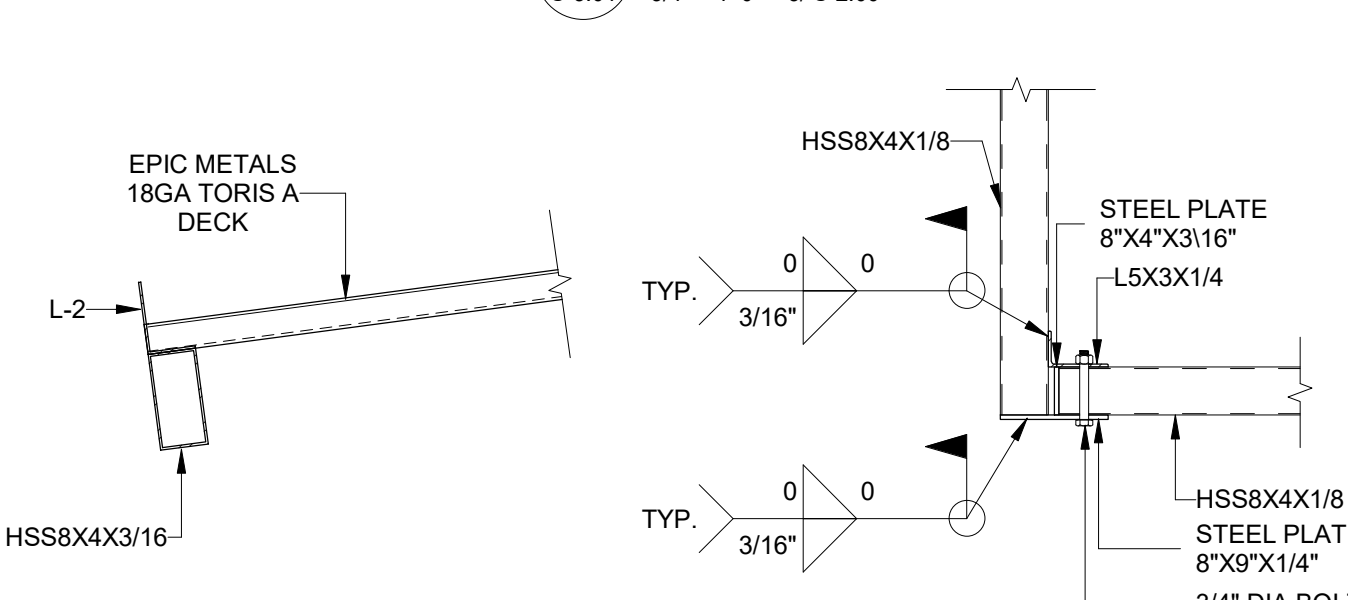 EPIC METALS
18GA TORIS A
DECK
L-2
HSS8X4X3/16
HSS8X4X1/8
STEEL PLATE
8"X4"X3\16"
L5X3X1/4
TYP.
0
0
3/16"
TYP.
0
0
3/16"
HSS8X4X1/8
STEEL PLAT
8"X9"X1/4"